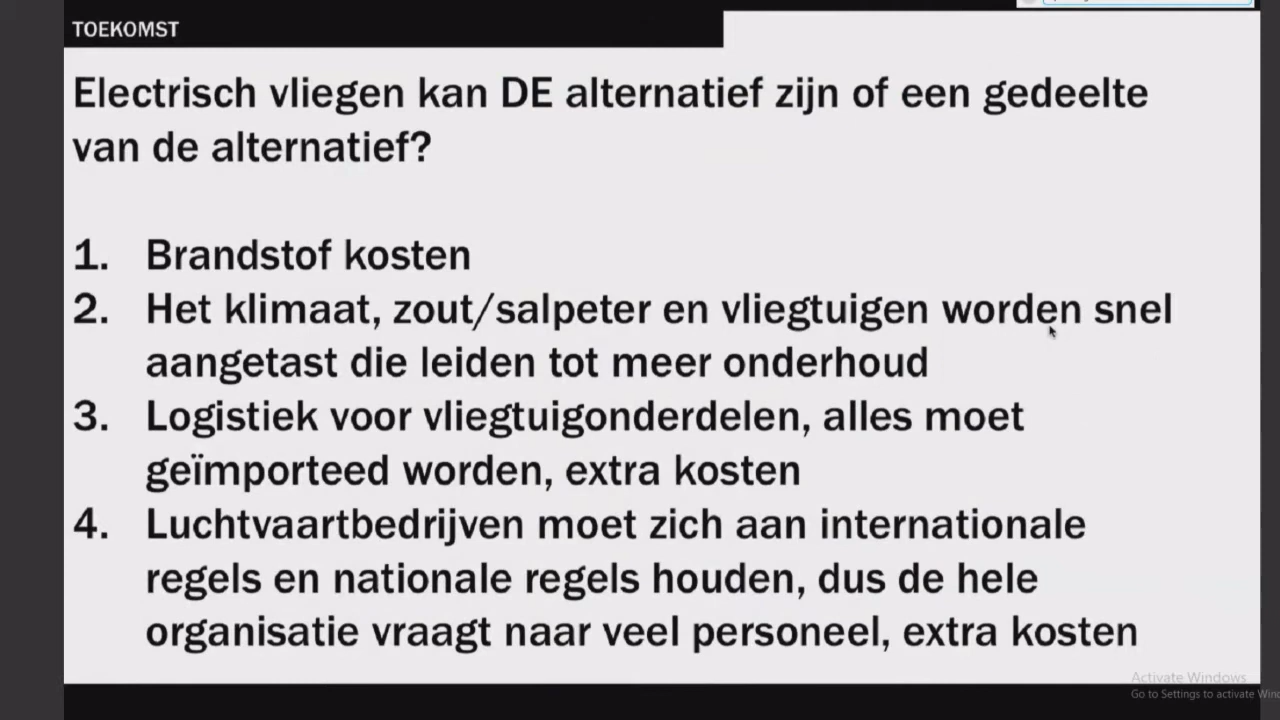 TOEKOMST
Electrisch vliegen kan DE alternatief zijn of een gedeelte
van de alternatief?
1. Brandstof kosten
2. Het klimaat, zout/salpeter en vliegtuigen worden snel
aangetast die leiden tot meer onderhoud
3. Logistiek voor vliegtuigonderdelen, alles moet
geïmporteed worden, extra kosten
4. Luchtvaartbedrijven moet zich aan internationale
regels en nationale regels houden, dus de hele
organisatie vraagt naar veel personeel, extra kosten
Activate Windows
Go to Settings to activate Win